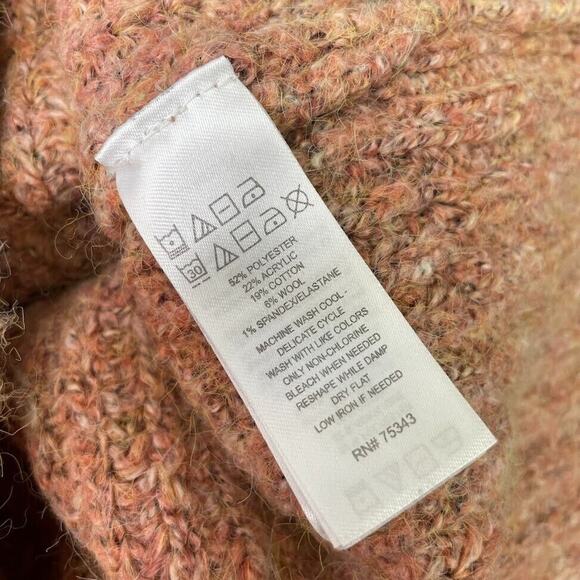 30
52% POLYESTER
22% ACRYLIC
19% COTTON
6% WOOL
1% SPANDEX/ELASTANE
MACHINE WASH COOL -
DELICATE CYCLE
WASH WITH LIKE COLORS
ONLY NON-CHLORINE
BLEACH WHEN NEEDED
RESHAPE WHILE DAMP
DRY FLAT
LOW IRON IF NEEDED
RN# 75343